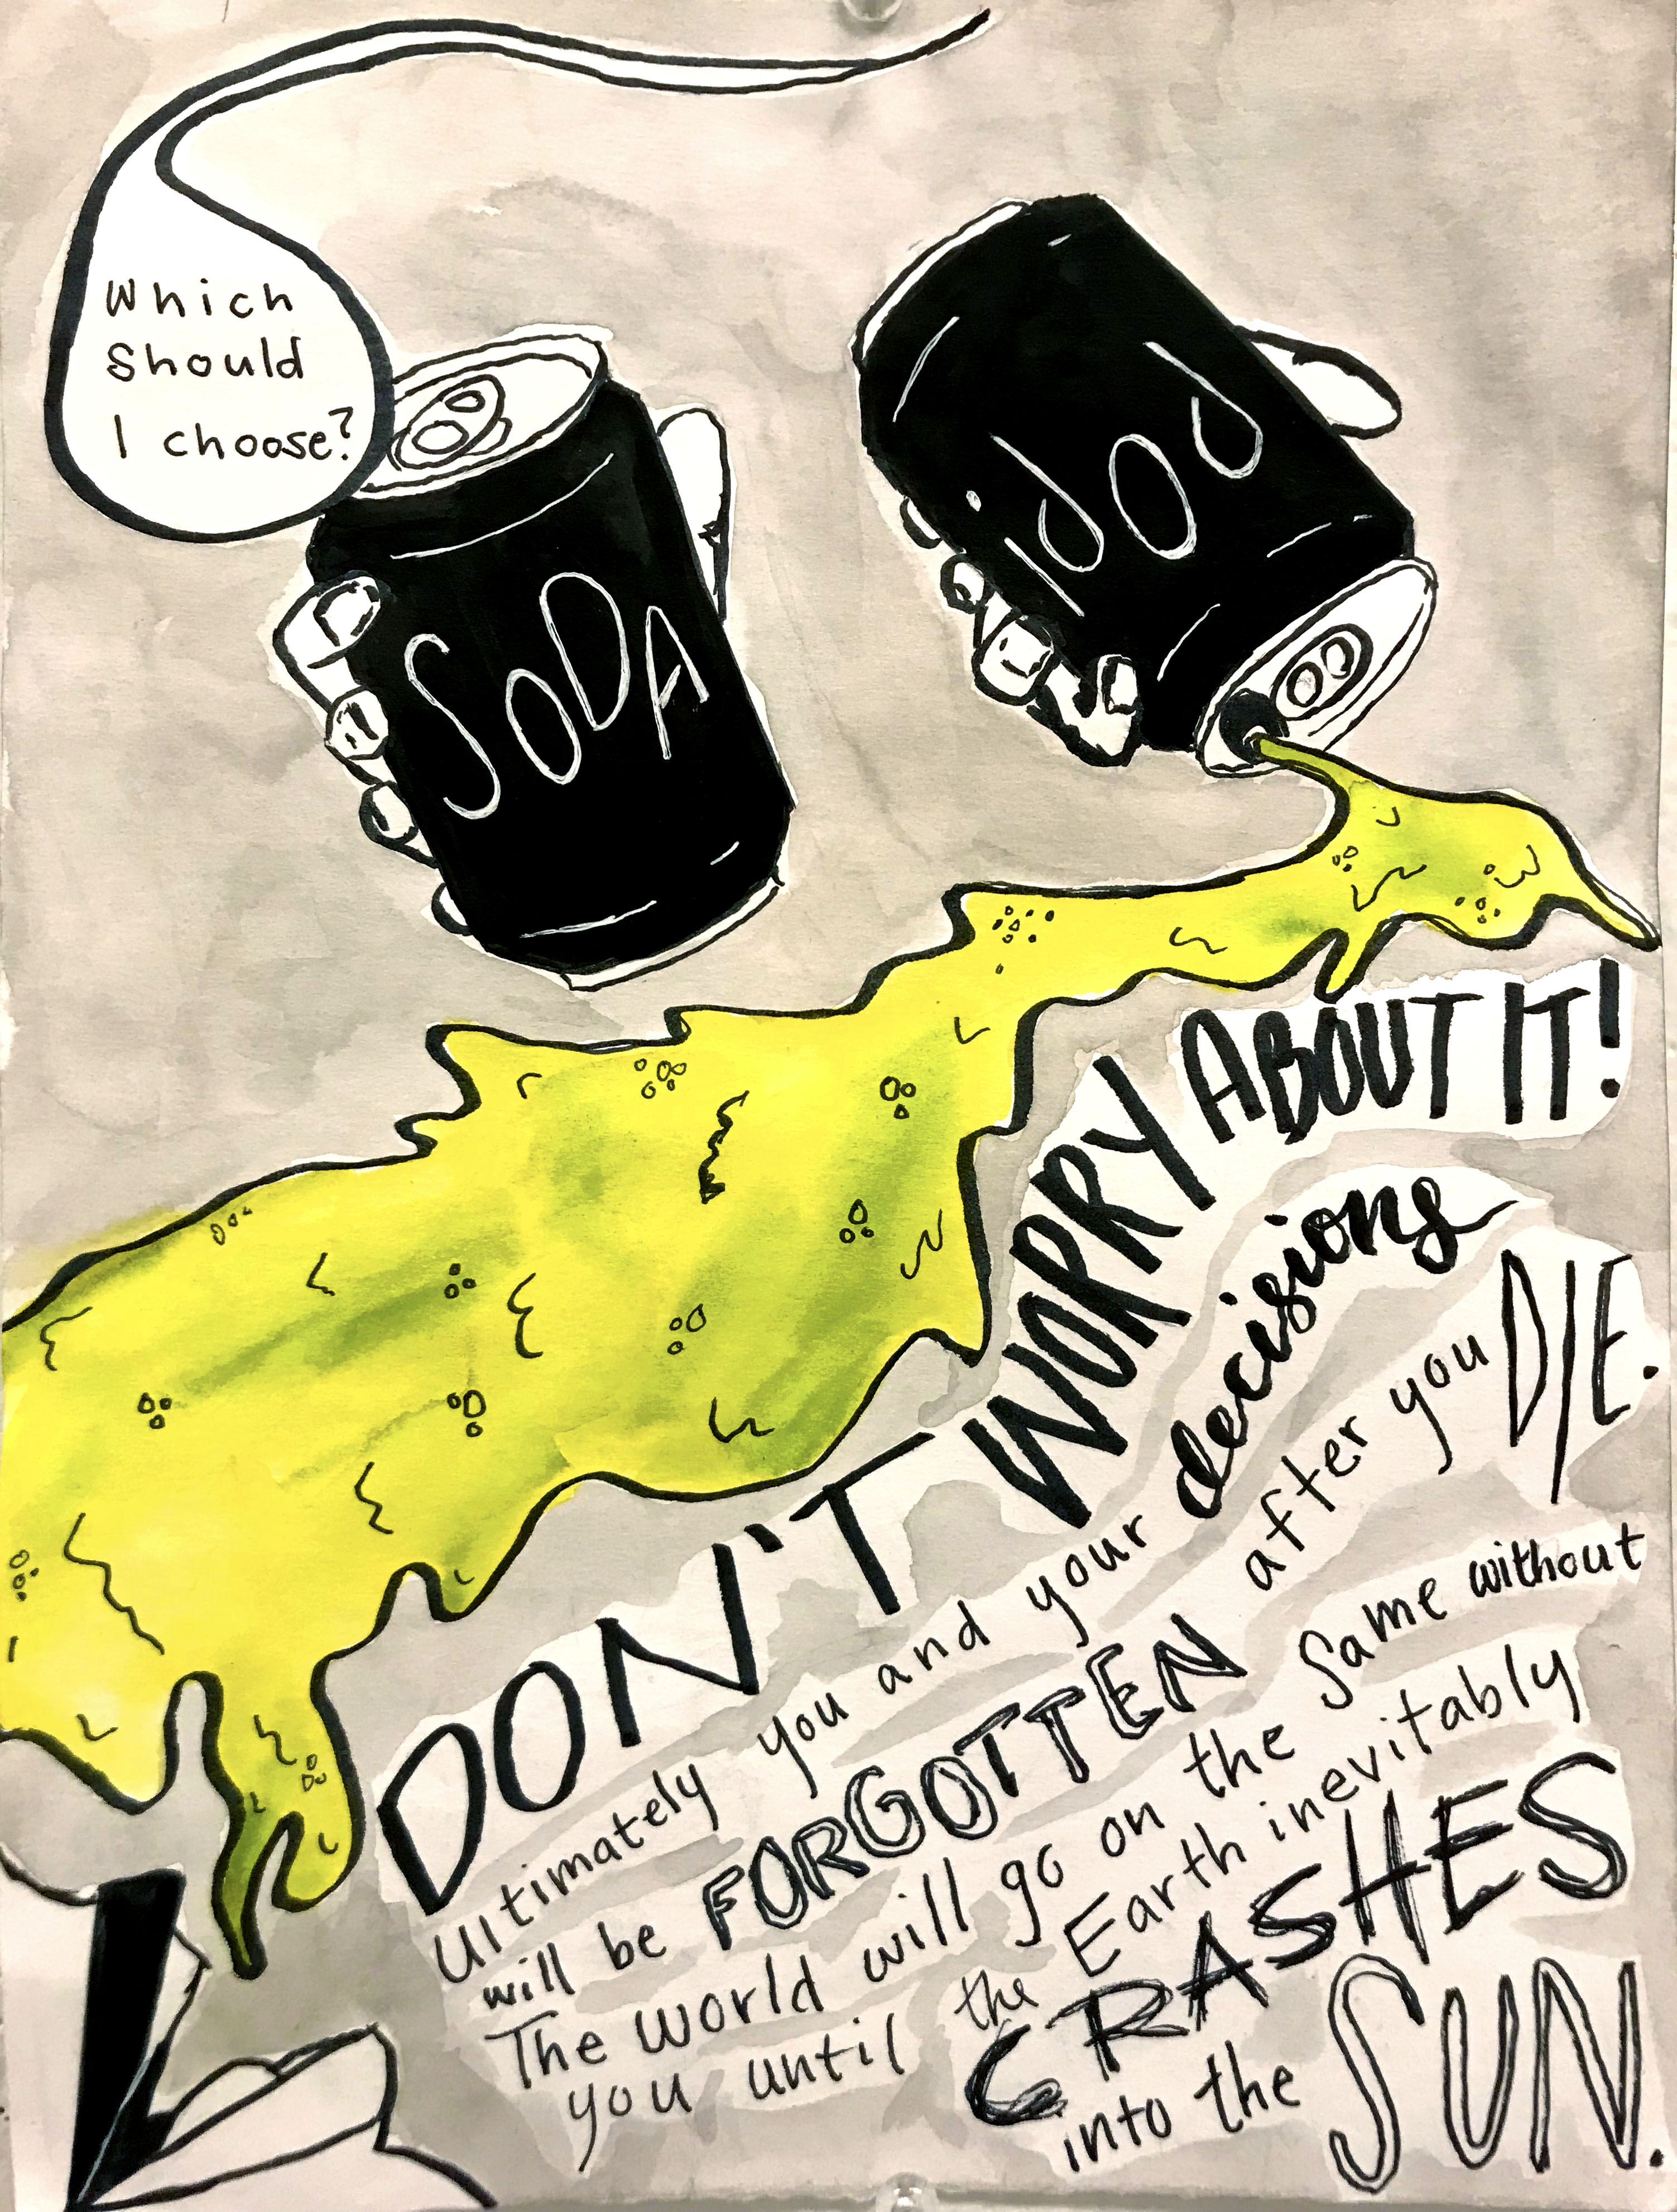 Which
Should
I choose?
SODA
POP!
DON'T WORRY ABOUT IT!
Ultimately you and your decisions
will be FORGOTTEN after you DIE.
The world will go on the Same without
you until the Earth inevitably
CRASHES
into the SUN.